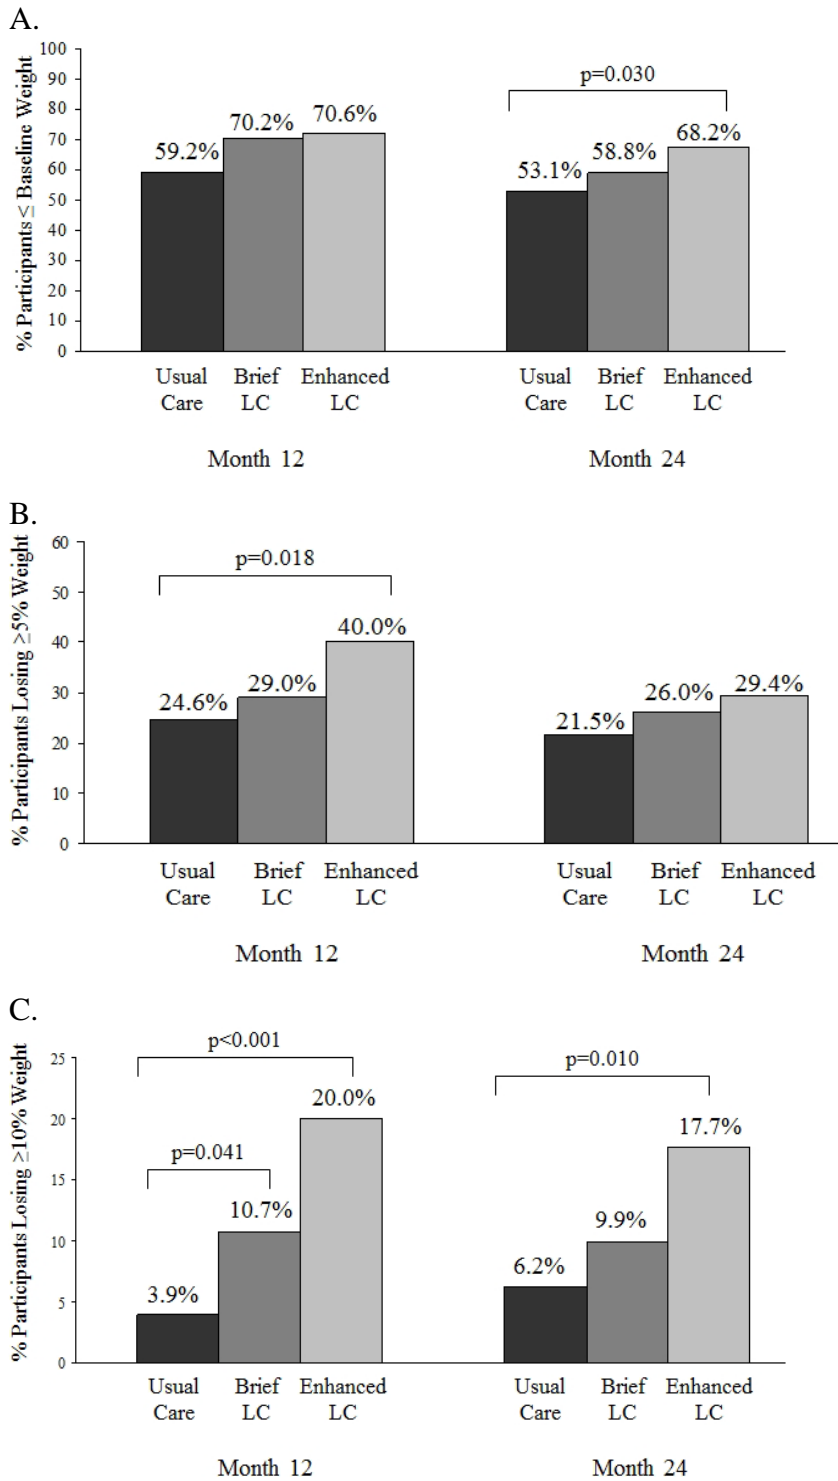 A.
% Participants ≤ Baseline Weight
100
90
80
70
60
50
40
30
20
10
0
59.2%
70.2%
70.6%
p=0.030
53.1%
58.8%
68.2%
Usual Care
Brief LC
Enhanced LC
Usual Care
Brief LC
Enhanced LC
Month 12
Month 24
B.
% Participants Losing ≥5% Weight
60
50
40
30
20
10
0
p=0.018
24.6%
29.0%
40.0%
21.5%
26.0%
29.4%
Usual Care
Brief LC
Enhanced LC
Usual Care
Brief LC
Enhanced LC
Month 12
Month 24
C.
% Participants Losing ≥10% Weight
25
20
15
10
5
0
p<0.001
p=0.041
3.9%
10.7%
20.0%
p=0.010
6.2%
9.9%
17.7%
Usual Care
Brief LC
Enhanced LC
Usual Care
Brief LC
Enhanced LC
Month 12
Month 24